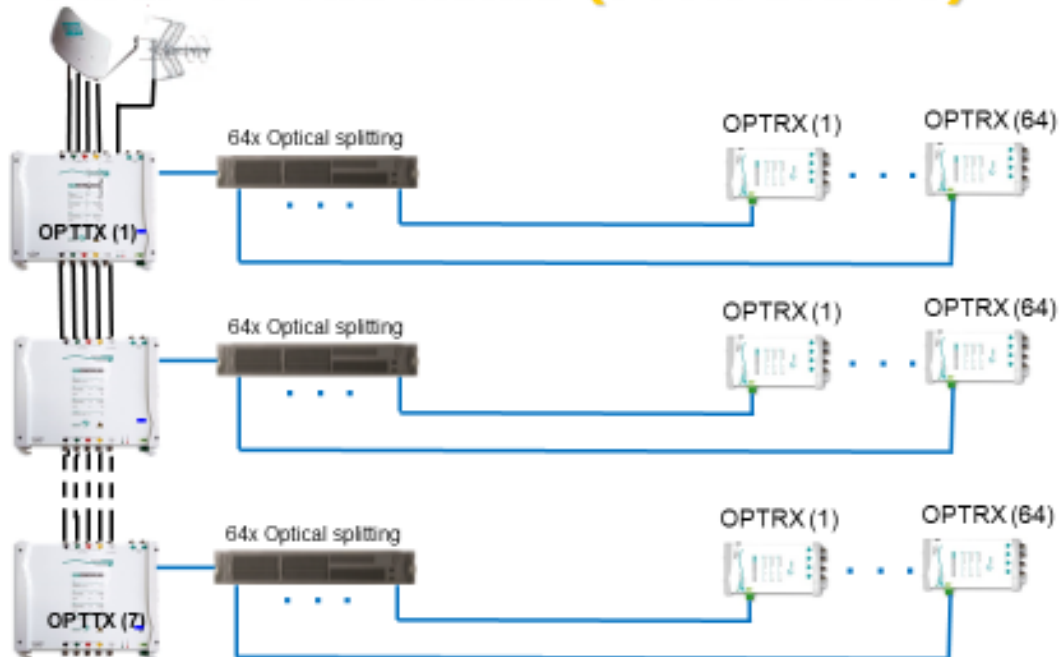 64x Optical splitting
OPTRX (1)
OPTRX (64)
OPTTX (1)
64x Optical splitting
OPTRX (1)
OPTRX (64)
64x Optical splitting
OPTRX (1)
OPTRX (64)
OPTTX (7)